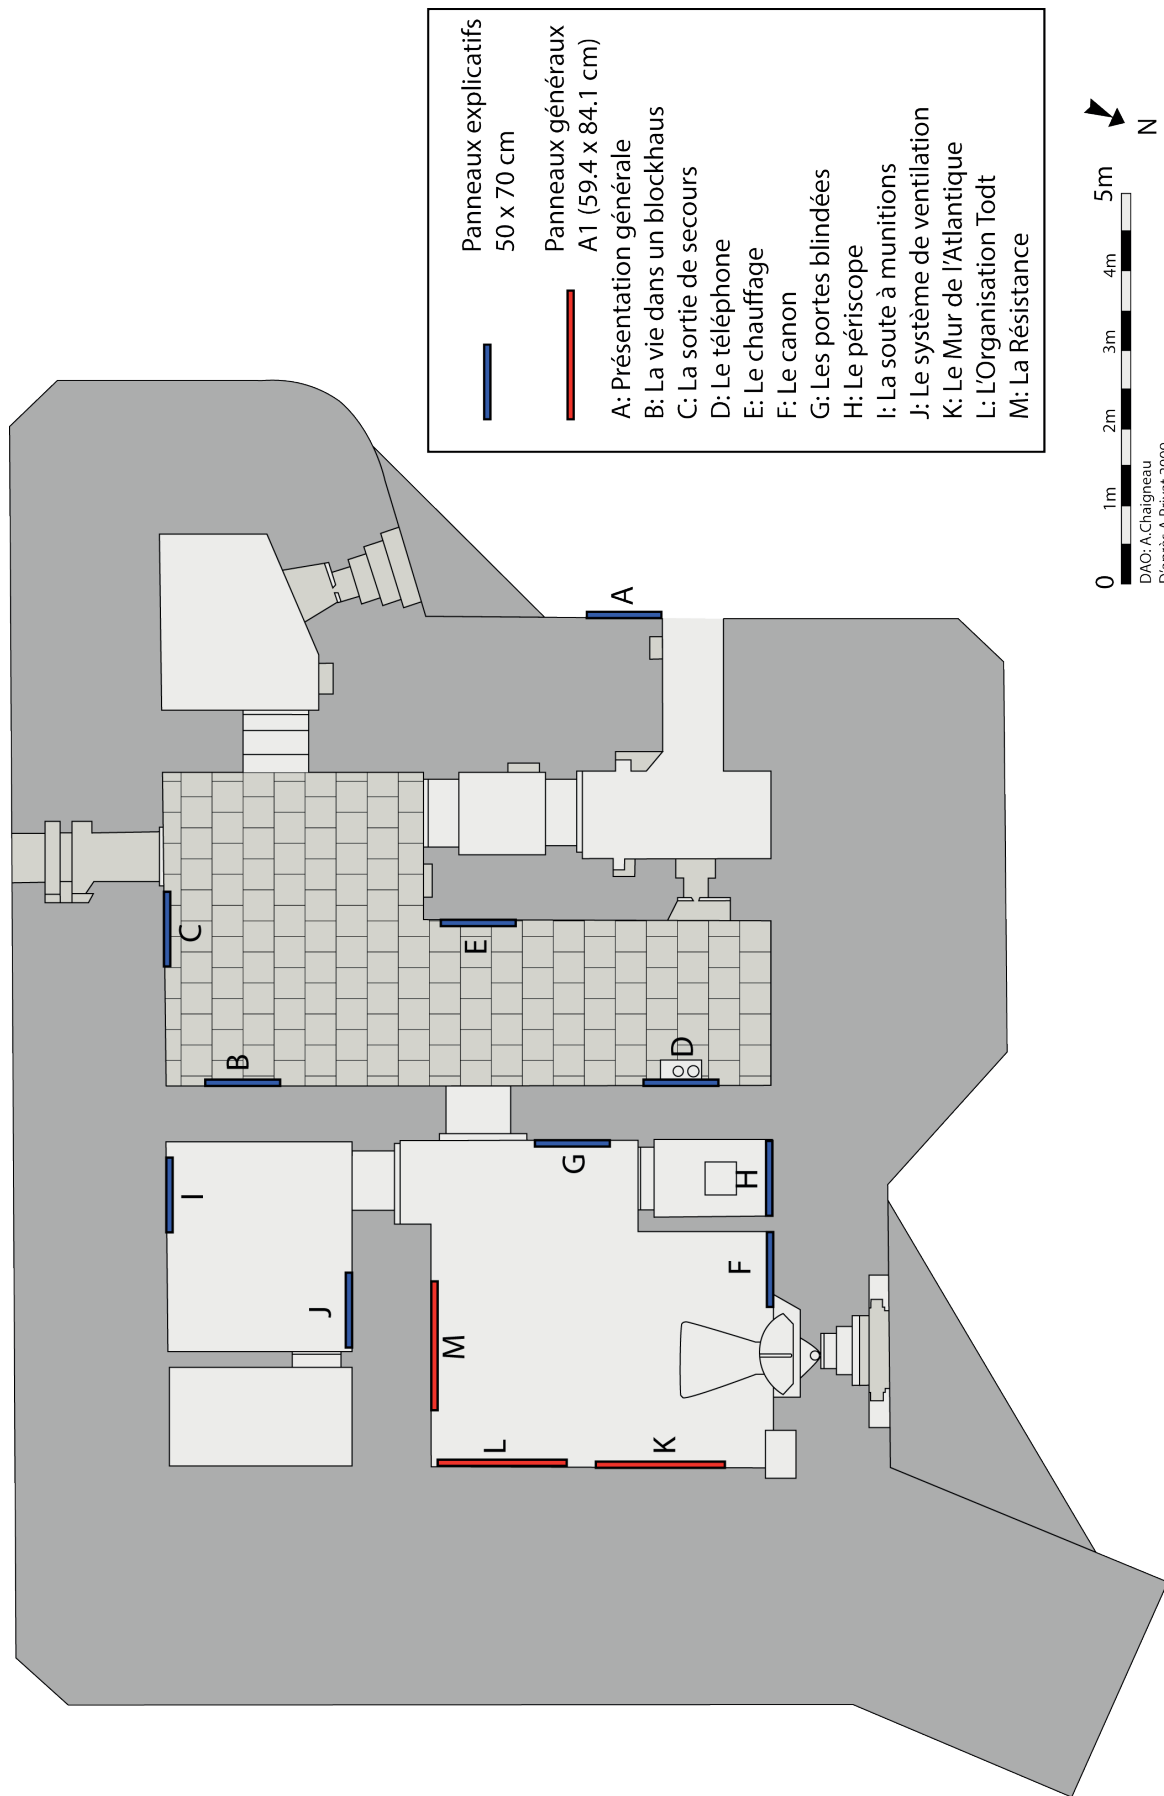 Panneaux explicatifs
50 x 70 cm
Panneaux généraux
A1 (59.4 x 84.1 cm)
A: Présentation générale
B: La vie dans un blockhaus
C: La sortie de secours
D: Le téléphone
E: Le chauffage
F: Le canon
G: Les portes blindées
H: Le périscope
I: La soute à munitions
J: Le système de ventilation
K: Le Mur de l'Atlantique
L: L'Organisation Todt
M: La Résistance
0 1m 2m 3m 4m 5m
N
DAO: A.Chaigneau
D'après A.Privat 2009
A
B
C
D
E
F
G
H
I
J
K
L
M